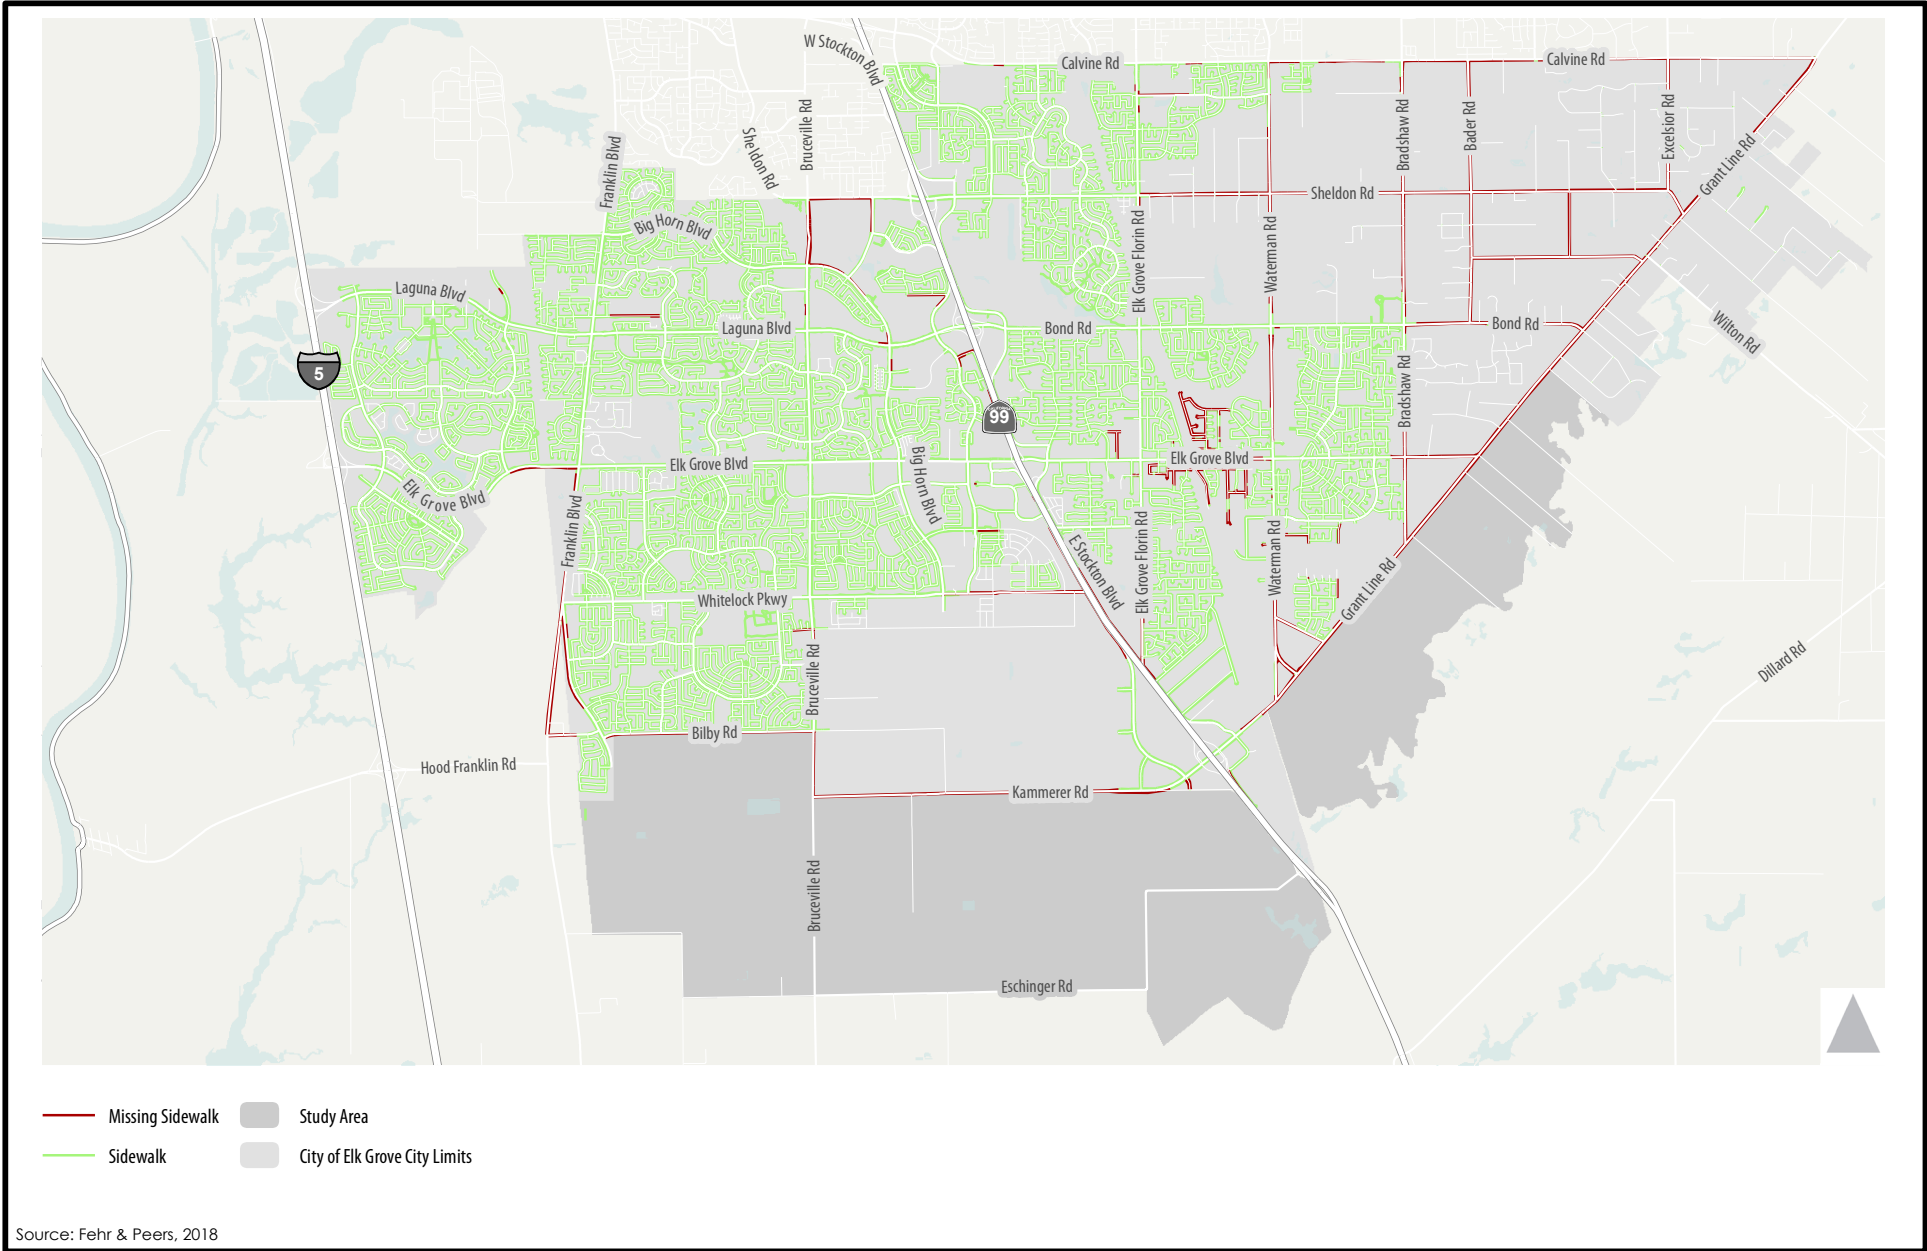 W Stockton Blvd
Calvine Rd
Calvine Rd
Bruceville Rd
Sheldon Rd
Franklin Blvd
Bradshaw Rd
Bader Rd
Excelsior Rd
Grant Line Rd
Sheldon Rd
Big Horn Blvd
Elk Grove Florin Rd
Waterman Rd
Laguna Blvd
Laguna Blvd
Bond Rd
Bond Rd
Wilton Rd
5
99
Bradshaw Rd
Elk Grove Blvd
Elk Grove Blvd
Elk Grove Blvd
Big Horn Blvd
Franklin Blvd
E Stockton Blvd
Elk Grove Florin Rd
Waterman Rd
Grant Line Rd
Whitelock Pkwy
Bruceville Rd
Dillard Rd
Bilby Rd
Hood Franklin Rd
Kammerer Rd
Bruceville Rd
Eschinger Rd
Missing Sidewalk
Study Area
Sidewalk
City of Elk Grove City Limits
Source: Fehr & Peers, 2018